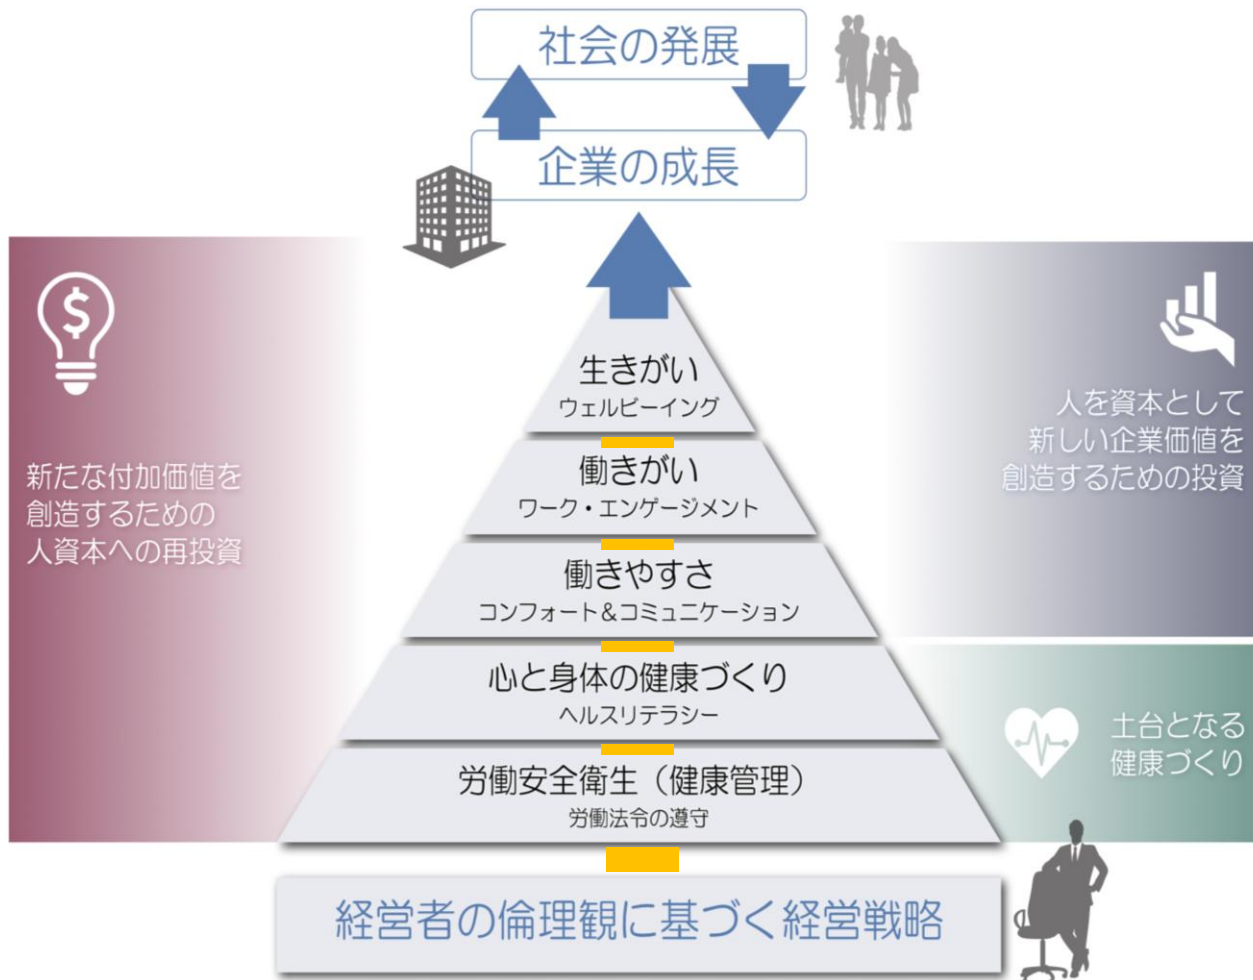 社会の発展
企業の成長
$
新たな付加価値を
創造するための
人資本への再投資
生きがい
ウェルビーイング
働きがい
ワーク・エンゲージメント
働きやすさ
コンフォート＆コミュニケーション
心と身体の健康づくり
ヘルスリテラシー
労働安全衛生（健康管理）
労働法令の遵守
人を資本として
新しい企業価値を
創造するための投資
土台となる
健康づくり
経営者の倫理観に基づく経営戦略